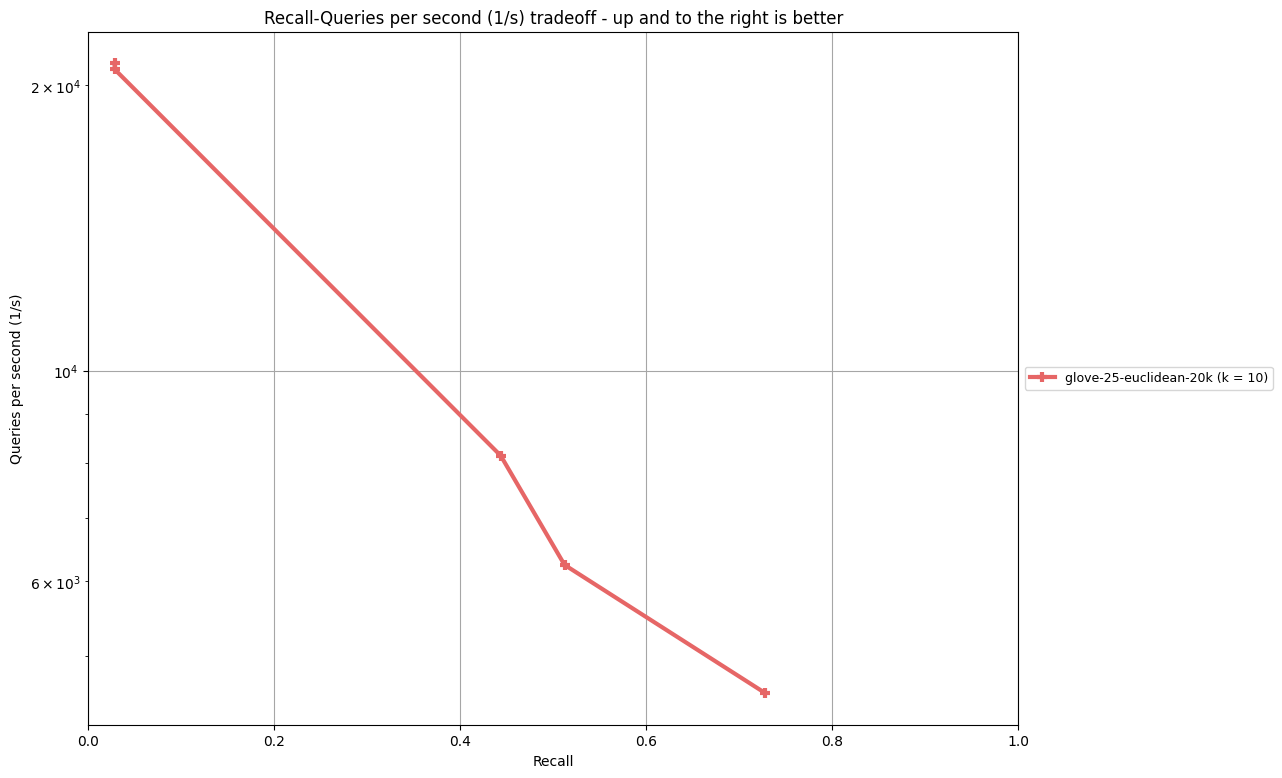 Recall-Queries per second (1/s) tradeoff - up and to the right is better
Queries per second (1/s)
2 × 10⁴
10⁴
6 × 10³
0.0 0.2 0.4 0.6 0.8 1.0
Recall
glove-25-euclidean-20k (k = 10)